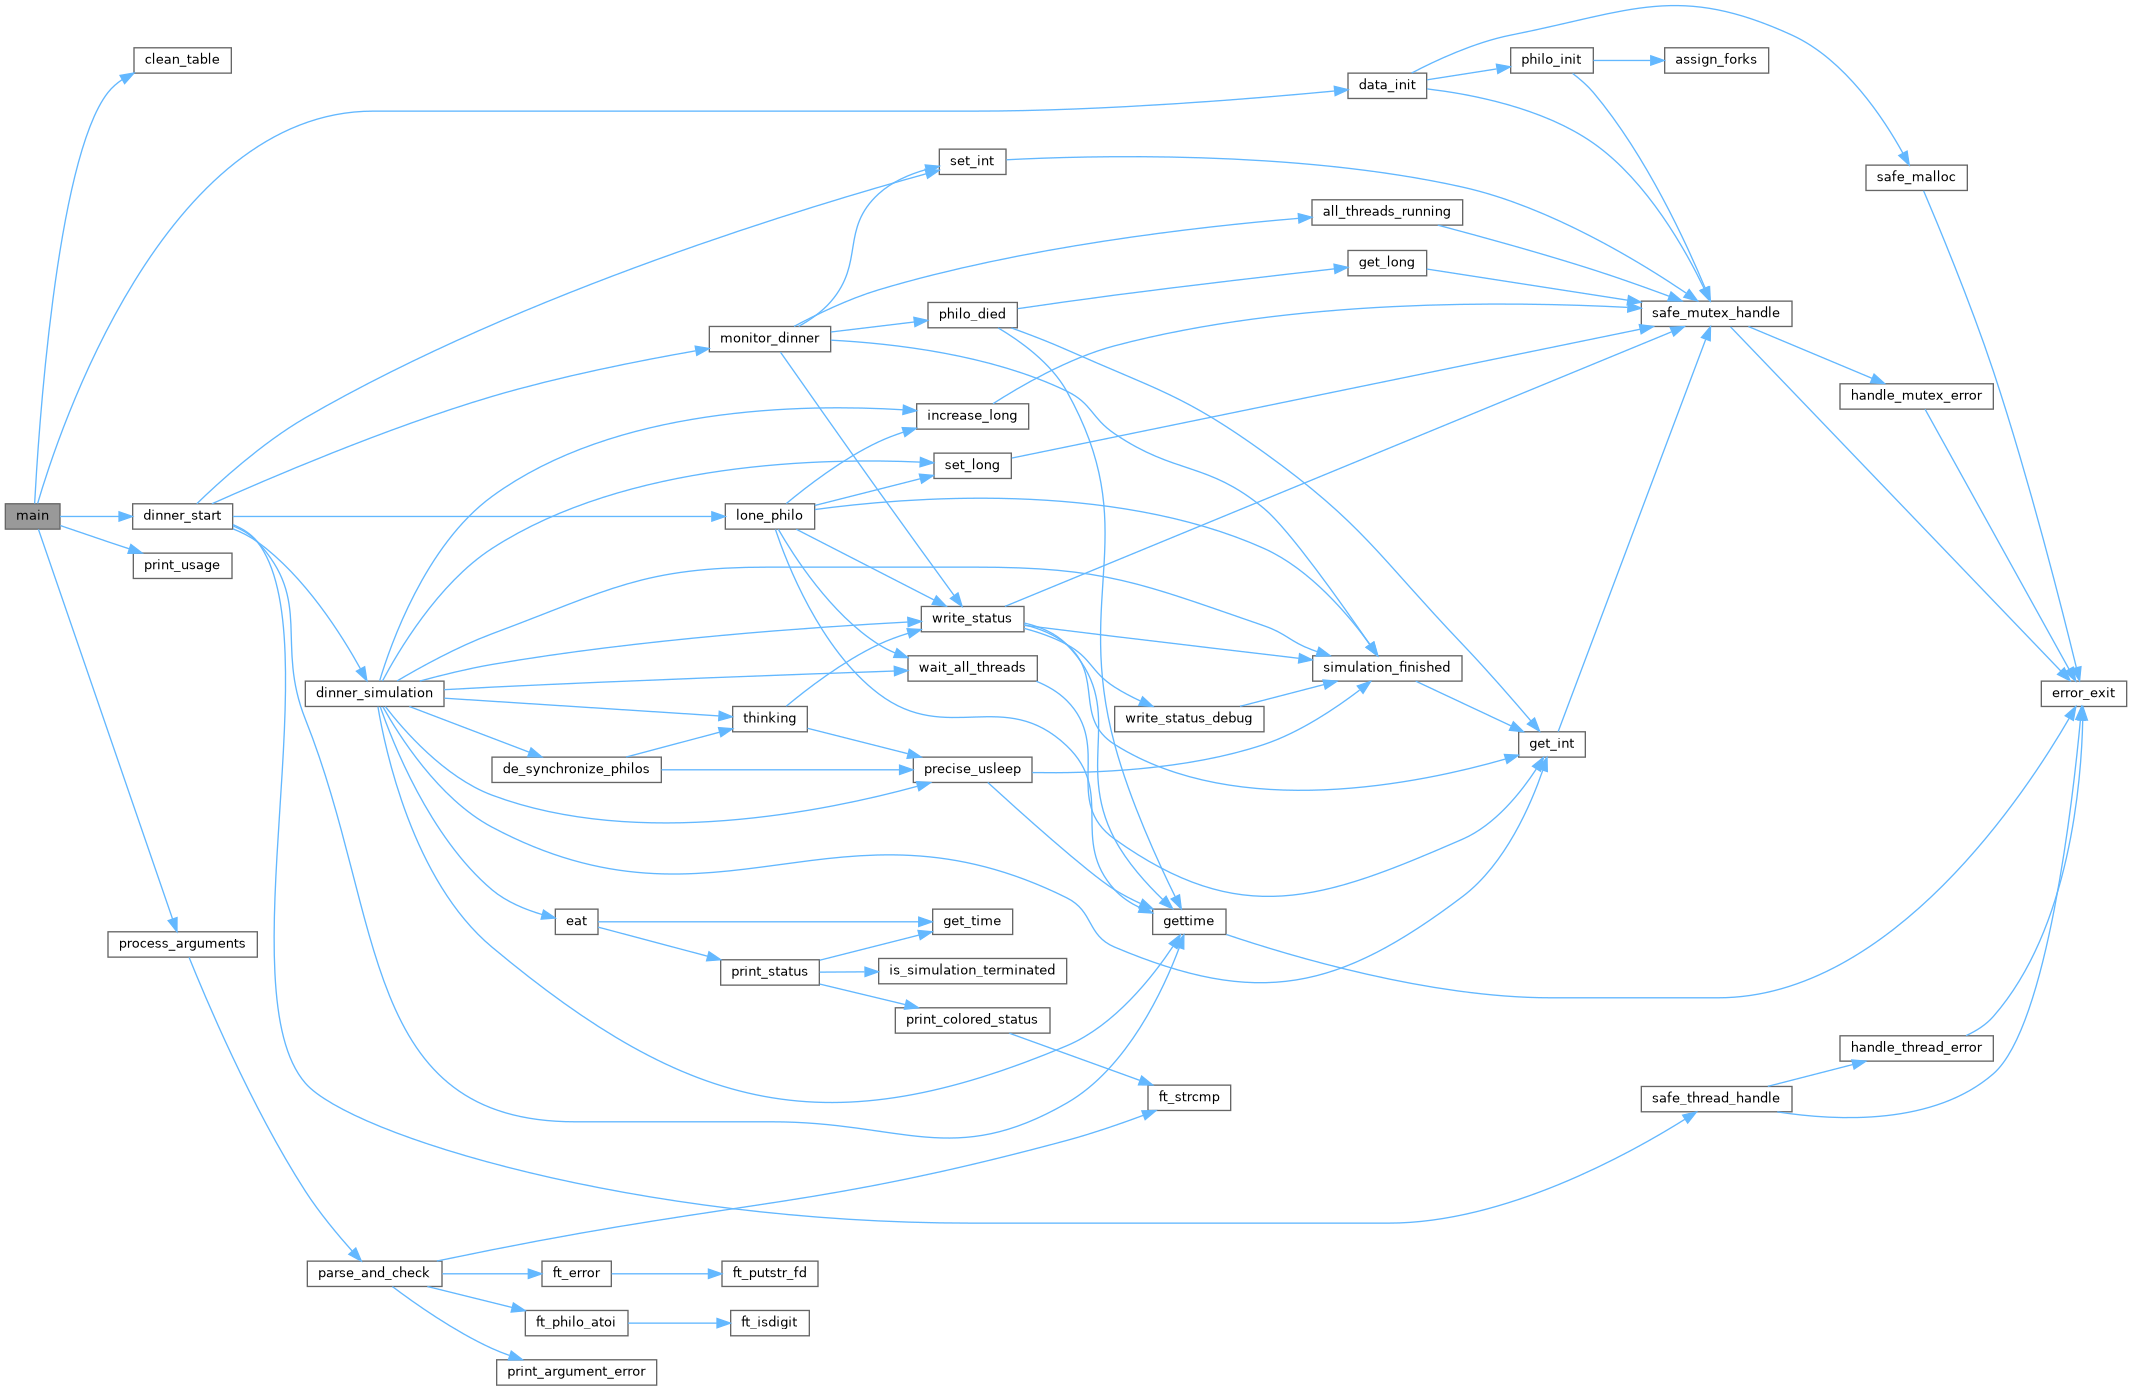 clean_table
philo_init
assign_forks
data_init
set_int
safe_malloc
all_threads_running
get_long
philo_died
safe_mutex_handle
monitor_dinner
handle_mutex_error
increase_long
set_long
main
dinner_start
lone_philo
print_usage
write_status
wait_all_threads
simulation_finished
dinner_simulation
error_exit
thinking
write_status_debug
get_int
de_synchronize_philos
precise_usleep
eat
get_time
gettime
process_arguments
print_status
is_simulation_terminated
print_colored_status
handle_thread_error
ft_strcmp
safe_thread_handle
parse_and_check
ft_error
ft_putstr_fd
ft_philo_atoi
ft_isdigit
print_argument_error